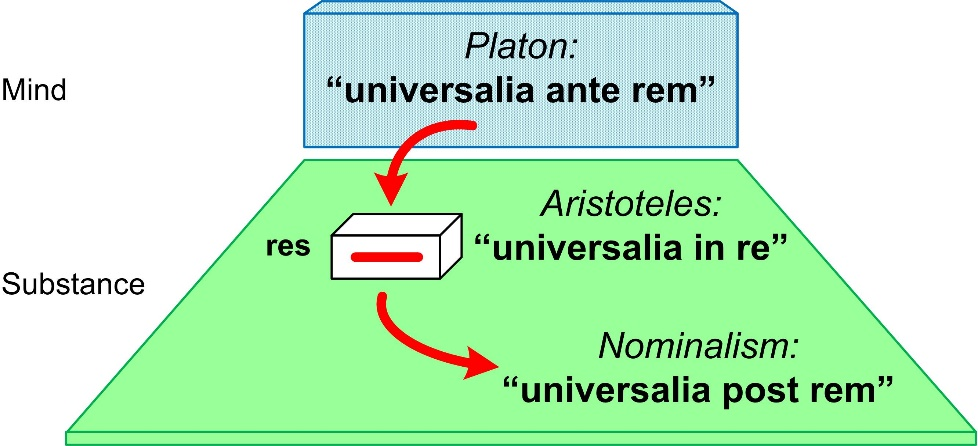 Platon:
Mind
“universalia ante rem”
Aristoteles:
res
“universalia in re”
Substance
Nominalism:
“universalia post rem”